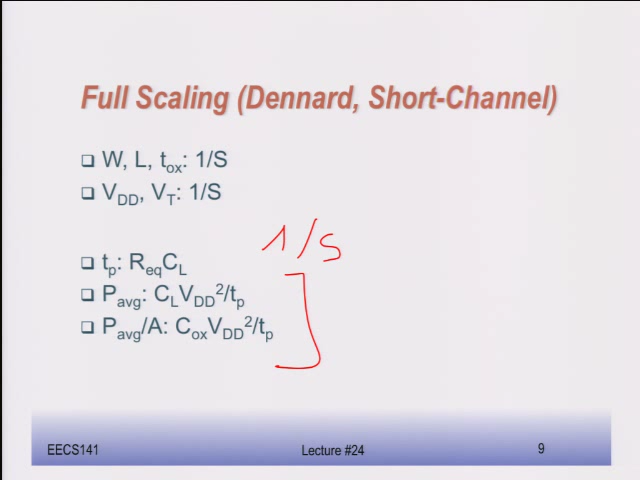 Full Scaling (Dennard, Short-Channel)
❑ W, L, tox: 1/S
❑ VDD, VT: 1/S
1/S
❑ tp: ReqCL
❑ Pavg: CLVDD²/tp
❑ Pavg/A: CoxVDD²/tp
EECS141
Lecture #24
9